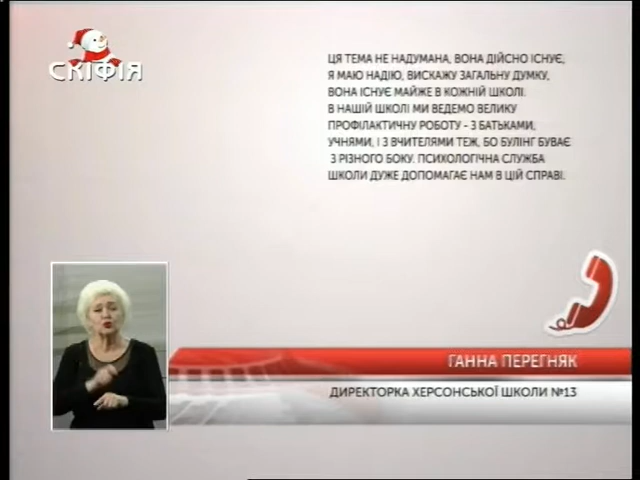 СКІФІЯ
ЦЯ ТЕМА НЕ НАДУМАНА, ВОНА ДІЙСНО ІСНУЄ,
Я МАЮ НАДІЮ, ВИСКАЖУ ЗАГАЛЬНУ ДУМКУ,
ВОНА ІСНУЄ МАЙЖЕ В КОЖНІЙ ШКОЛІ.
В НАШІЙ ШКОЛІ МИ ВЕДЕМО ВЕЛИКУ
ПРОФІЛАКТИЧНУ РОБОТУ - З БАТЬКАМИ,
УЧНЯМИ, І З ВЧИТЕЛЯМИ ТЕЖ, БО БУЛІНГ БУВАЄ
З РІЗНОГО БОКУ. ПСИХОЛОГІЧНА СЛУЖБА
ШКОЛИ ДУЖЕ ДОПОМАГАЄ НАМ В ЦІЙ СПРАВІ.
ГАННА ПЕРЕГНЯК
ДИРЕКТОРКА ХЕРСОНСЬКОЇ ШКОЛИ №13